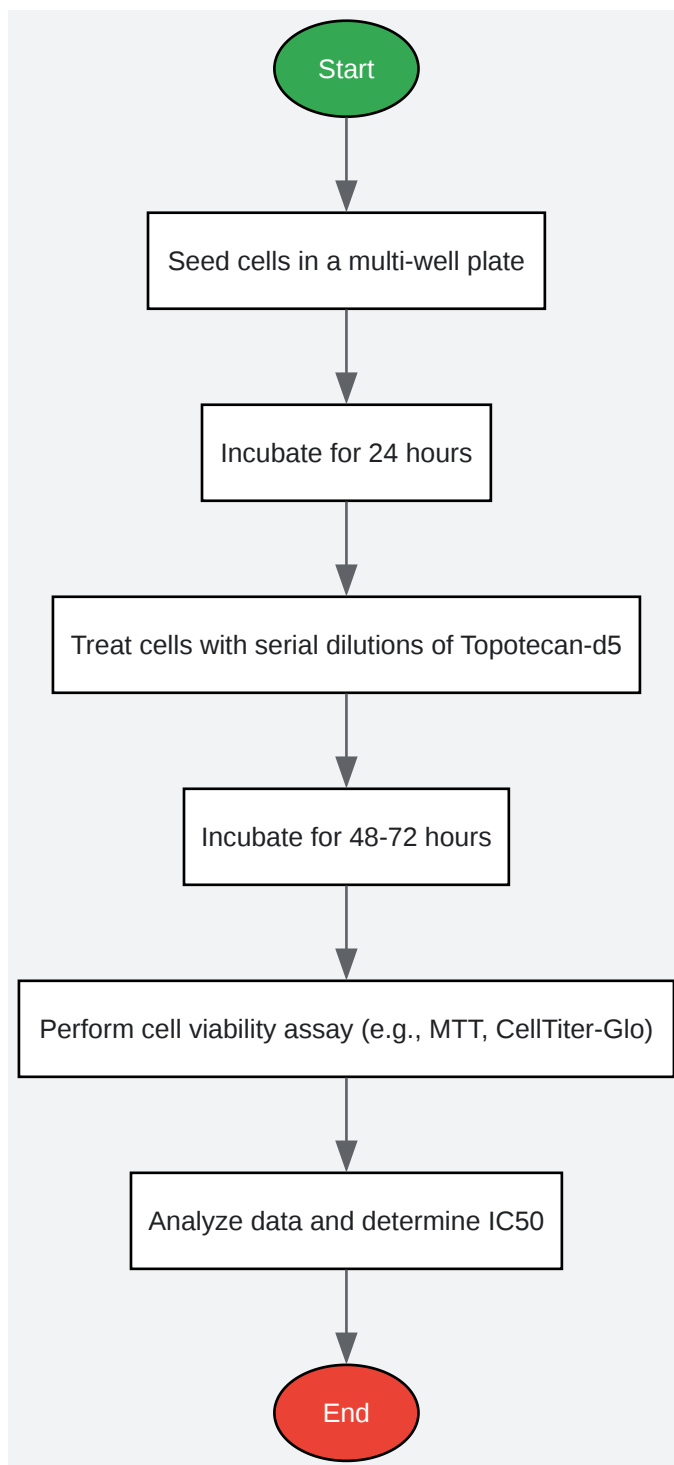 Start
Seed cells in a multi-well plate
Incubate for 24 hours
Treat cells with serial dilutions of Topotecan-d5
Incubate for 48-72 hours
Perform cell viability assay (e.g., MTT, CellTiter-Glo)
Analyze data and determine IC50
End